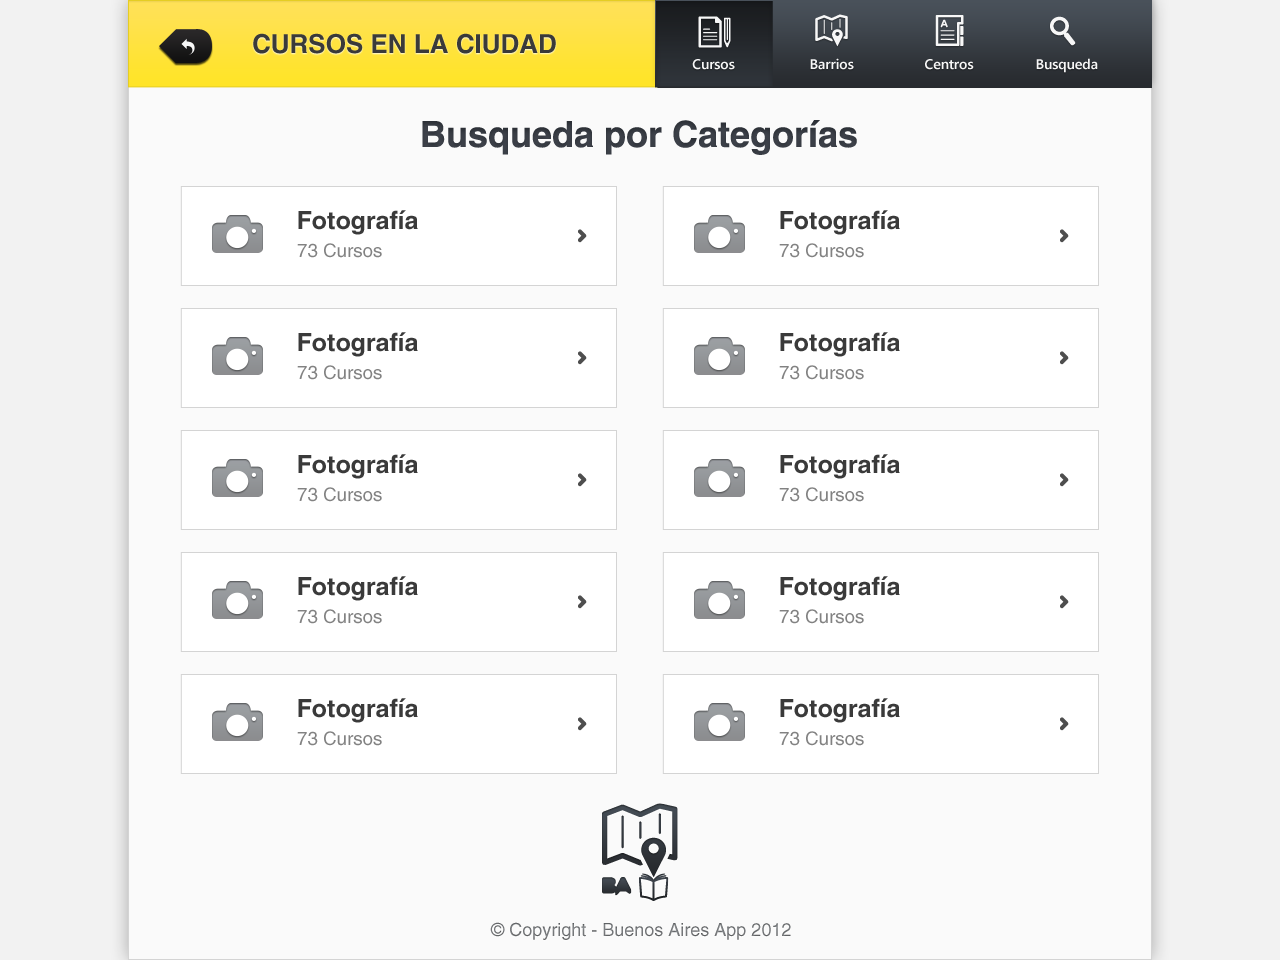 CURSOS EN LA CIUDAD
Cursos
Barrios
Centros
Busqueda
Busqueda por Categorías
Fotografía
73 Cursos
Fotografía
73 Cursos
Fotografía
73 Cursos
Fotografía
73 Cursos
Fotografía
73 Cursos
Fotografía
73 Cursos
Fotografía
73 Cursos
Fotografía
73 Cursos
Fotografía
73 Cursos
Fotografía
73 Cursos
BA
© Copyright - Buenos Aires App 2012